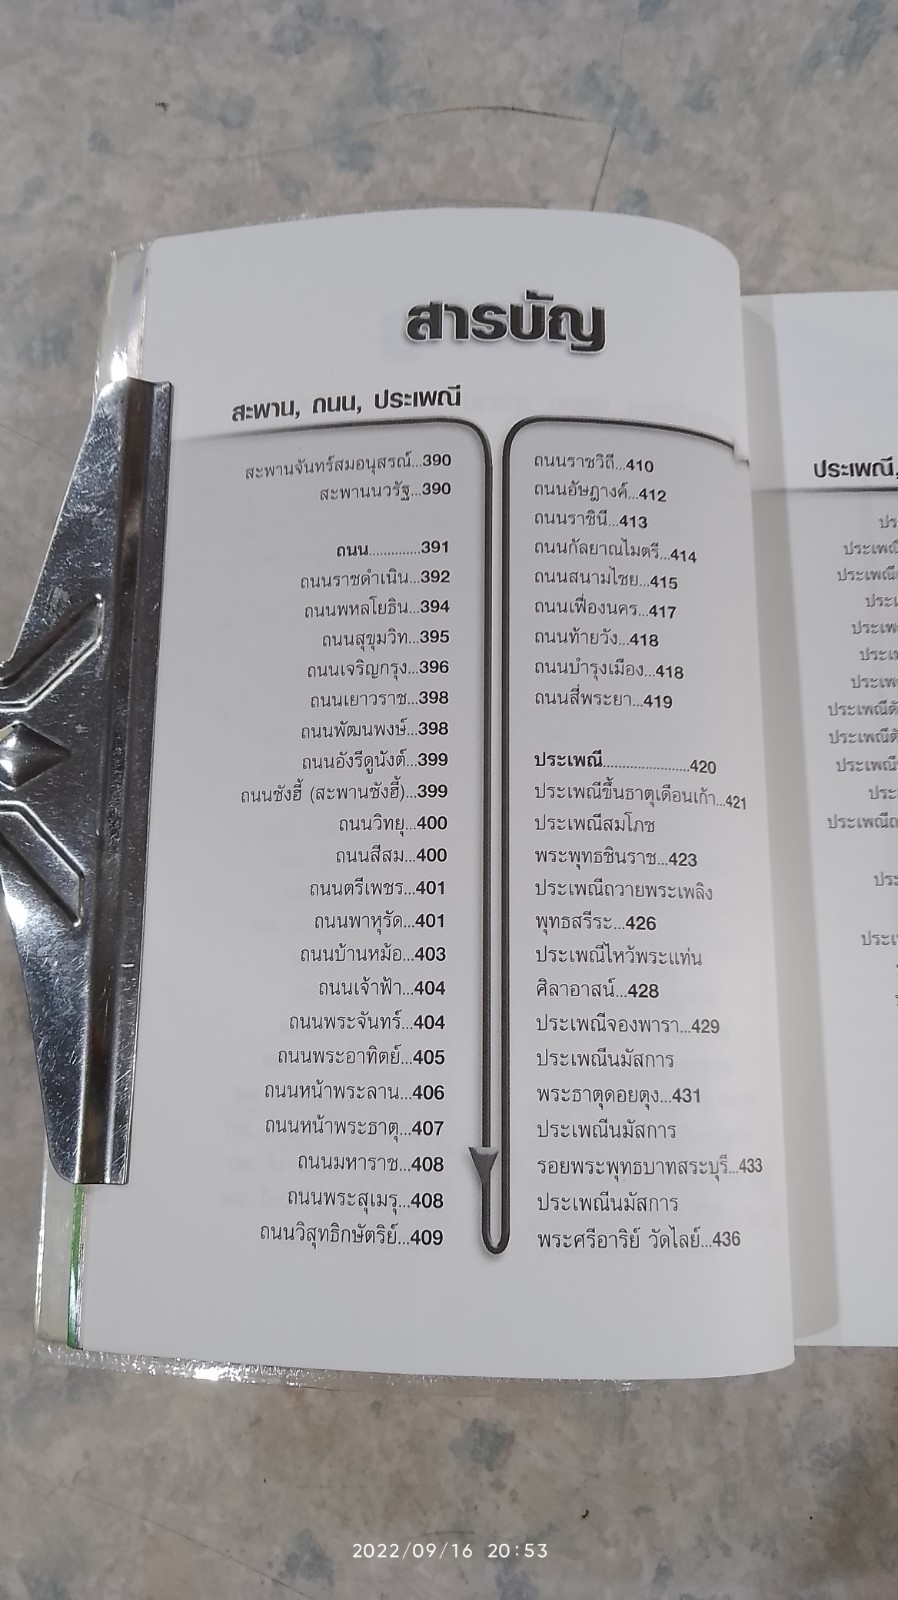 สารบัญ
สะพาน, ถนน, ประเพณี
สะพานจันทร์สมอนุสรณ์...390
สะพานนวรัฐ...390
ถนน..............391
ถนนราชดำเนิน...392
ถนนพหลโยธิน...394
ถนนสุขุมวิท...395
ถนนเจริญกรุง...396
ถนนเยาวราช...398
ถนนพัฒนพงษ์...398
ถนนอังรีดูนังต์...399
ถนนซังฮี้ (สะพานซังฮี้)...399
ถนนวิทยุ...400
ถนนสีสม...400
ถนนตรีเพชร...401
ถนนพาหุรัด...401
ถนนบ้านหม้อ...403
ถนนเจ้าฟ้า...404
ถนนพระจันทร์...404
ถนนพระอาทิตย์...405
ถนนหน้าพระลาน...406
ถนนหน้าพระธาตุ...407
ถนนมหาราช...408
ถนนพระสุเมรุ...408
ถนนวิสุทธิกษัตริย์...409
ถนนราชวิถี...410
ถนนอัษฎางค์...412
ถนนราชินี...413
ถนนกัลยาณไมตรี...414
ถนนสนามไชย...415
ถนนเฟื่องนคร...417
ถนนท้ายวัง...418
ถนนบำรุงเมือง...418
ถนนสี่พระยา...419
ประเพณี......................420
ประเพณีขึ้นธาตุเดือนเก้า...421
ประเพณีสมโภช
พระพุทธชินราช...423
ประเพณีถวายพระเพลิง
พุทธสรีระ...426
ประเพณีไหว้พระแท่น
ศิลาอาสน์...428
ประเพณีจองพารา...429
ประเพณีนมัสการ
พระธาตุดอยตุง...431
ประเพณีนมัสการ
รอยพระพุทธบาทสระบุรี...433
ประเพณีนมัสการ
พระศรีอาริย์ วัดไลย์...436
ประเพณี,
2022/09/16 20:53